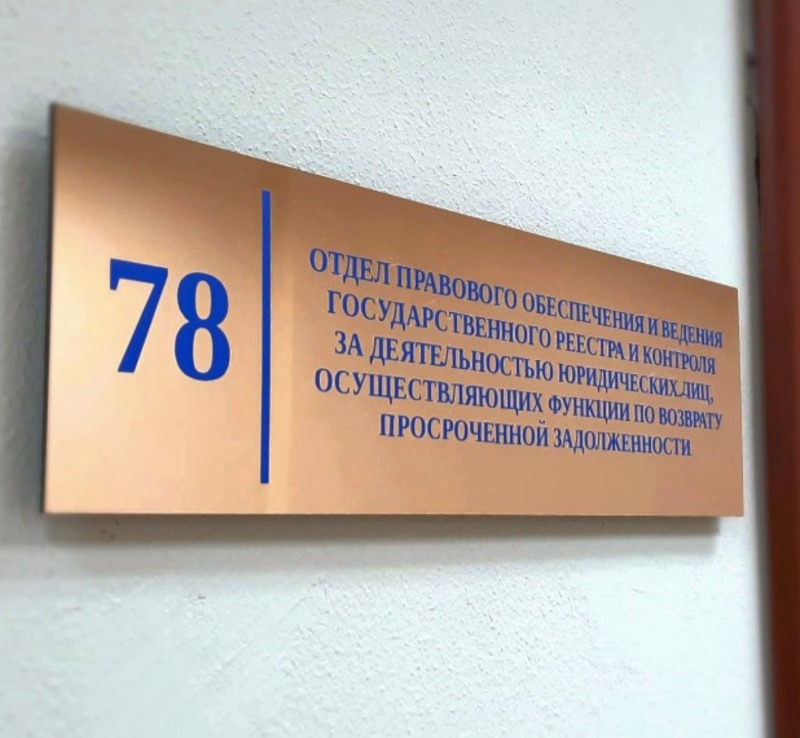 78
ОТДЕЛ ПРАВОВОГО ОБЕСПЕЧЕНИЯ И ВЕДЕНИЯ
ГОСУДАРСТВЕННОГО РЕЕСТРА И КОНТРОЛЯ
ЗА ДЕЯТЕЛЬНОСТЬЮ ЮРИДИЧЕСКИХ ЛИЦ,
ОСУЩЕСТВЛЯЮЩИХ ФУНКЦИИ ПО ВОЗВРАТУ
ПРОСРОЧЕННОЙ ЗАДОЛЖЕННОСТИ